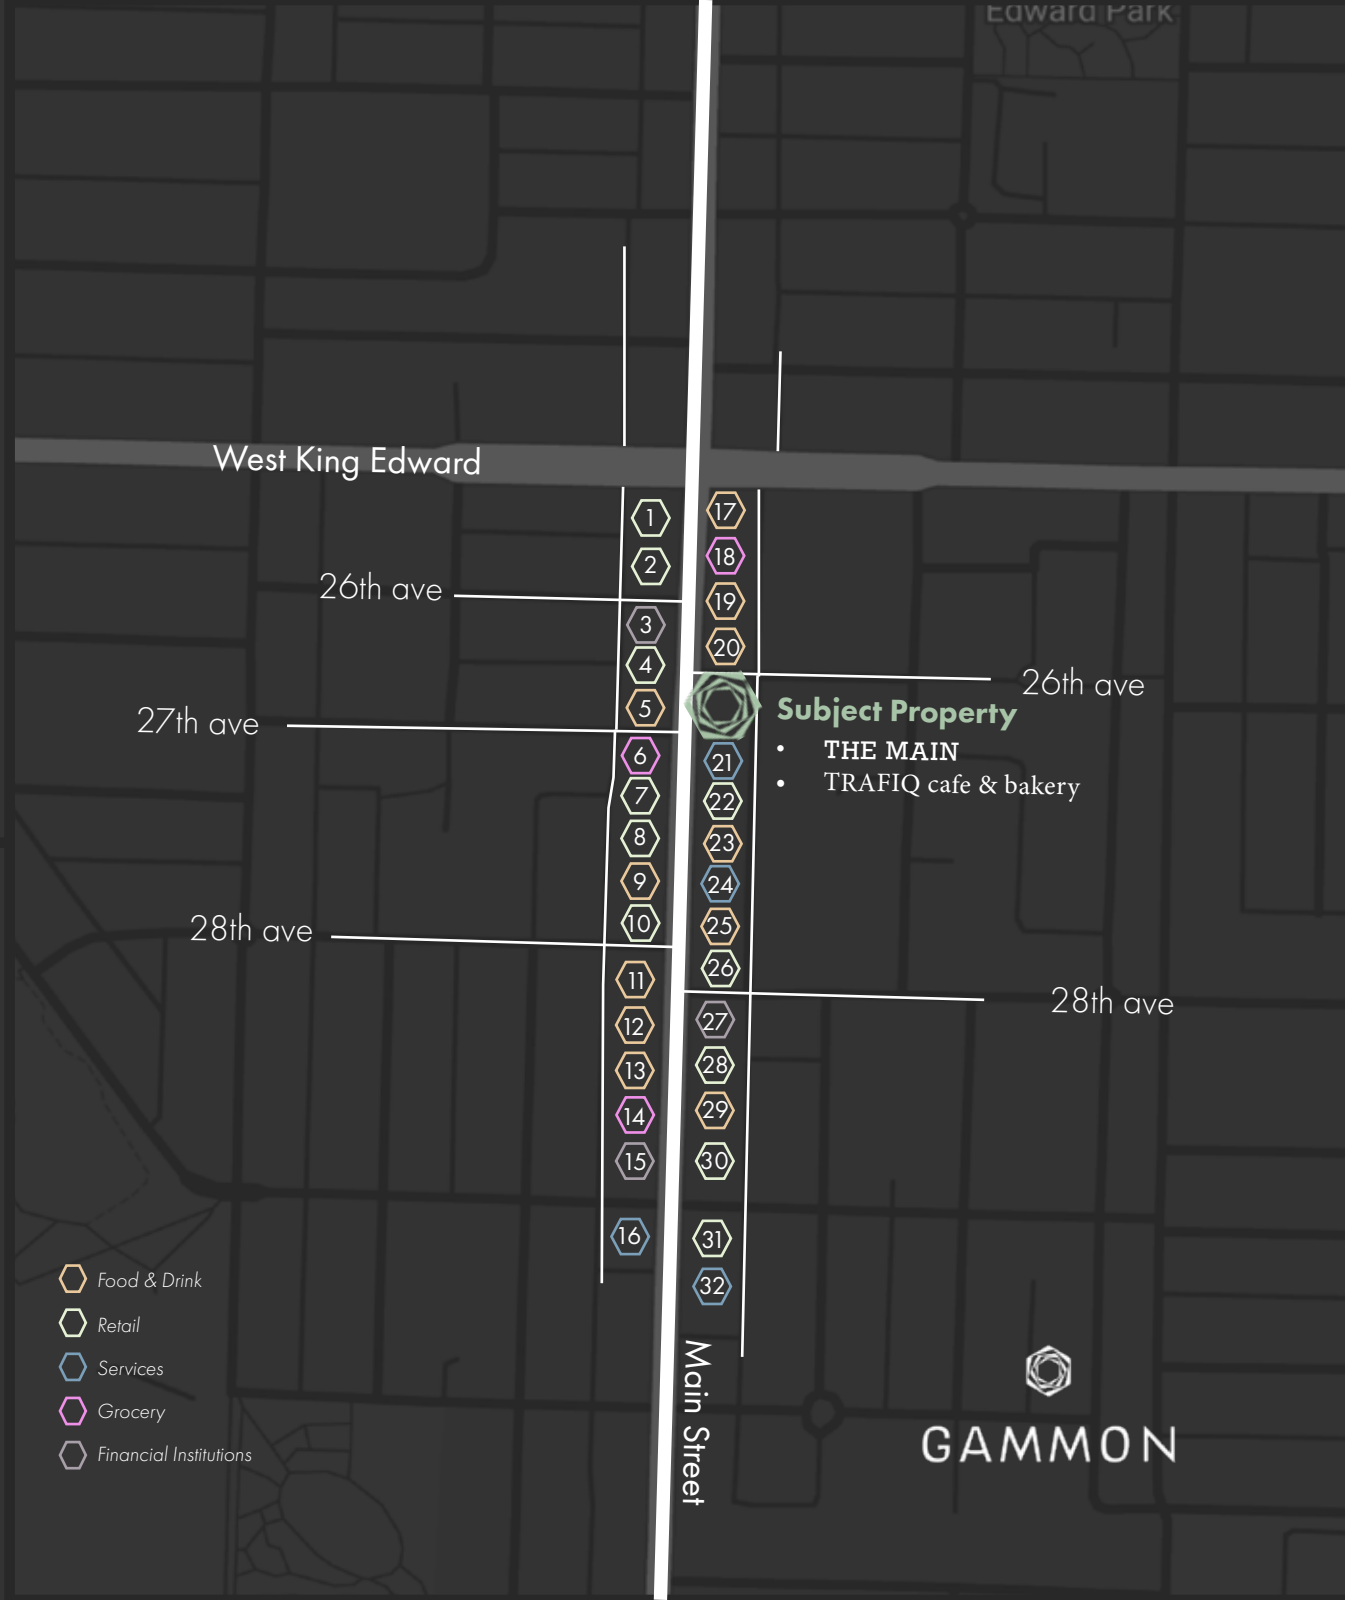 Edward Park
West King Edward
1
17
2
18
26th ave
19
3
20
4
26th ave
5
Subject Property
27th ave
• THE MAIN
6
21
• TRAFIQ cafe & bakery
7
22
8
23
9
24
10
25
28th ave
26
11
28th ave
12
27
13
28
14
29
15
30
16
31
32
Food & Drink
Retail
Services
Grocery
Financial Institutions
Main Street
GAMMON